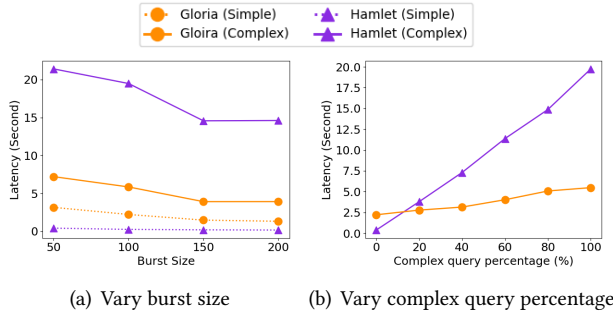 Gloria (Simple)
Gloira (Complex)
Hamlet (Simple)
Hamlet (Complex)
Latency (Second)
20
15
10
5
0
50
100
150
200
Burst Size
Latency (Second)
20.0
17.5
15.0
12.5
10.0
7.5
5.0
2.5
0.0
0
20
40
60
80
100
Complex query percentage (%)
(a) Vary burst size
(b) Vary complex query percentage